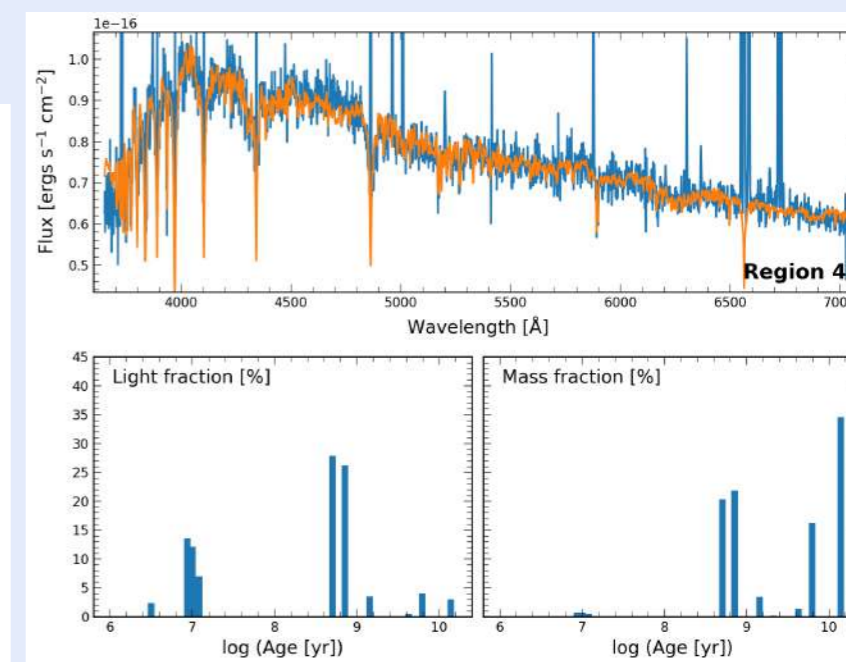 1e−16
1.0
0.9
0.8
0.7
0.6
0.5
Flux [ergs s⁻¹ cm⁻²]
Region 4
4000 4500 5000 5500 6000 6500 700
Wavelength [Å]
45
40
35
30
25
20
15
10
5
0
Light fraction [%]
Mass fraction [%]
6 7 8 9 10
6 7 8 9 10
log (Age [yr])
log (Age [yr])